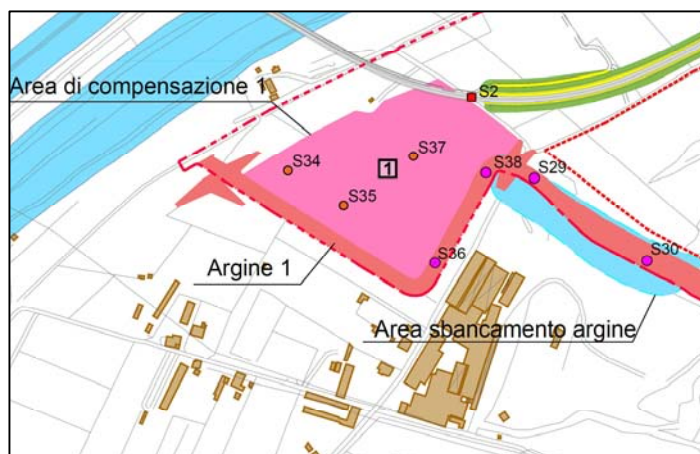 Area di compensazione 1
S2
S37
1
S34
S38
S29
S35
S36
S30
Argine 1
Area sbancamento argine